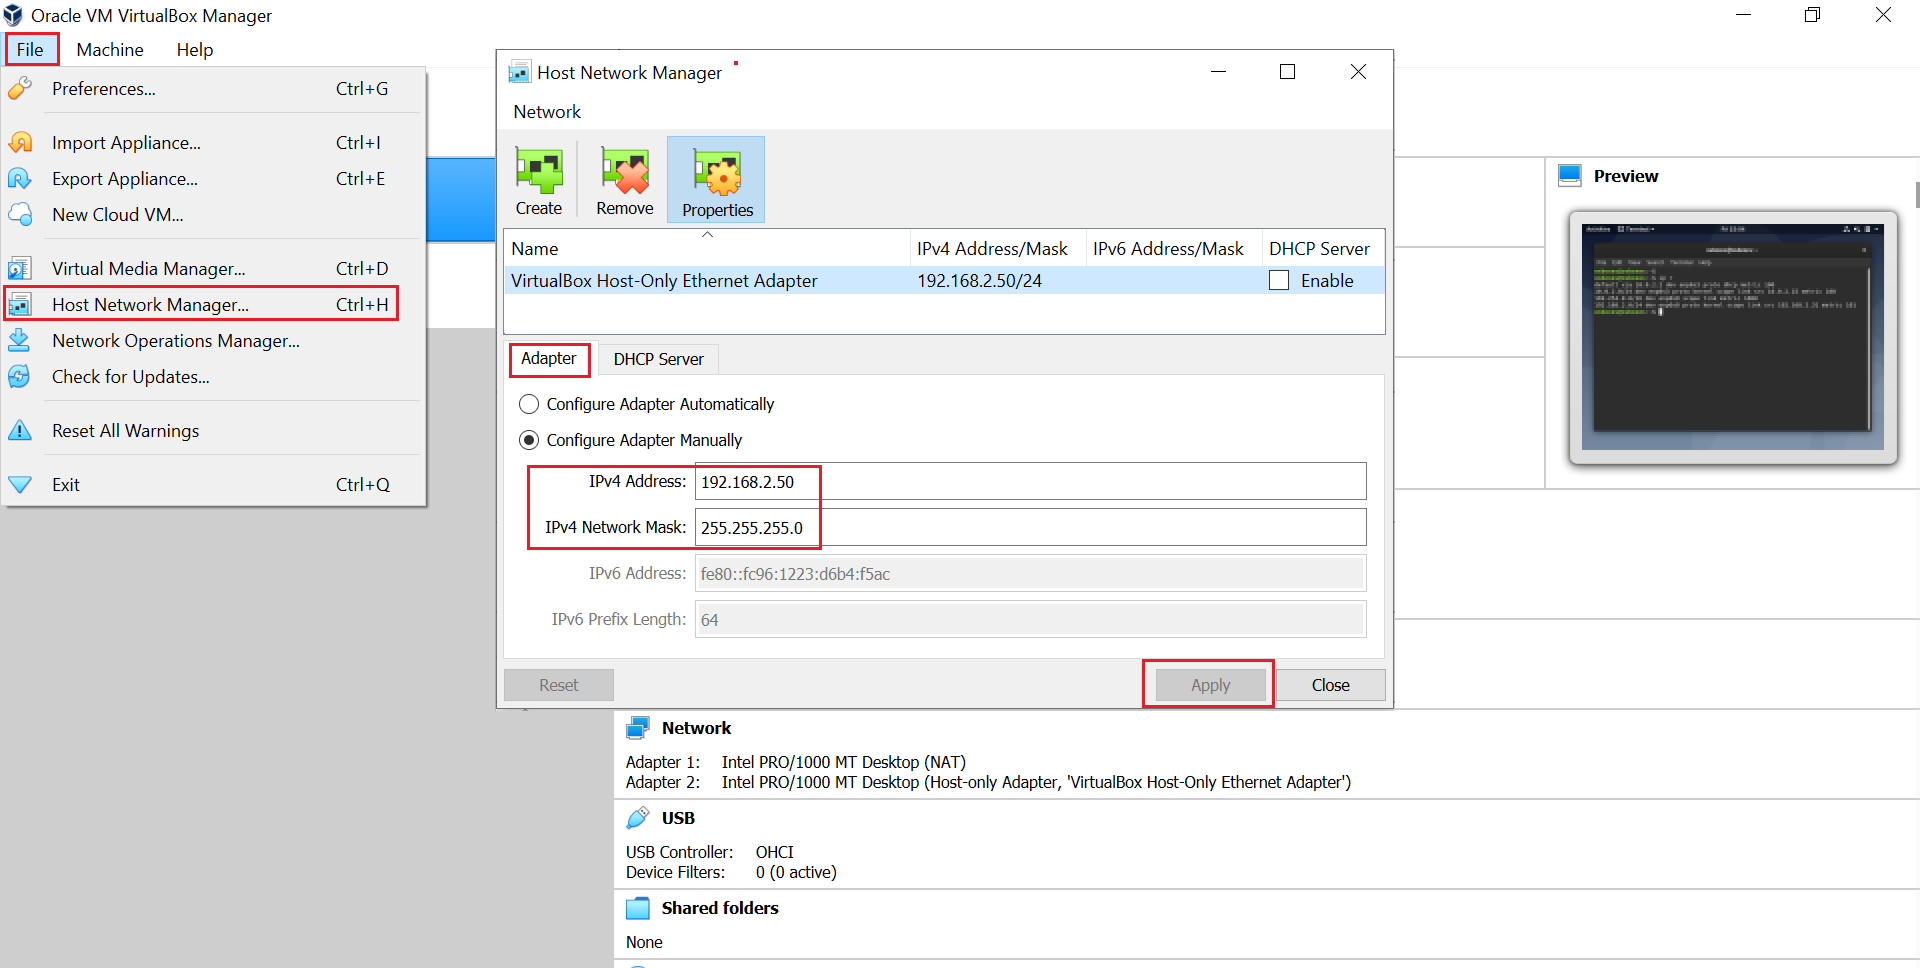 Oracle VM VirtualBox Manager
File Machine Help
Preferences... Ctrl+G
Import Appliance... Ctrl+I
Export Appliance... Ctrl+E
New Cloud VM...
Virtual Media Manager... Ctrl+D
Host Network Manager... Ctrl+H
Network Operations Manager...
Check for Updates...
Reset All Warnings
Exit Ctrl+Q
Host Network Manager
Network
Create Remove Properties
Name IPv4 Address/Mask IPv6 Address/Mask DHCP Server
VirtualBox Host-Only Ethernet Adapter 192.168.2.50/24 Enable
Adapter DHCP Server
Configure Adapter Automatically
Configure Adapter Manually
IPv4 Address: 192.168.2.50
IPv4 Network Mask: 255.255.255.0
IPv6 Address: fe80::fc96:1223:d6b4:f5ac
IPv6 Prefix Length: 64
Reset Apply Close
Preview
Network
Adapter 1: Intel PRO/1000 MT Desktop (NAT)
Adapter 2: Intel PRO/1000 MT Desktop (Host-only Adapter, 'VirtualBox Host-Only Ethernet Adapter')
USB
USB Controller: OHCI
Device Filters: 0 (0 active)
Shared folders
None